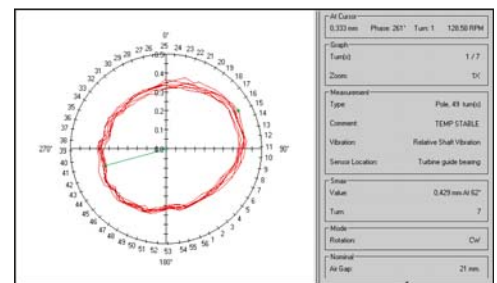 0°
25 24 23 22 21 20 19 18 17 16 15 14 13 12 11
90°
10 9 8 7 6 5 4 3 2 1 56 55 54 53
180°
52 51 50 49 48 47 46 45 44 43 42 41 40 39
270°
38 37 36 35 34 33 32 31 30 29 28 27 26
0.5
0.4
0.3
0.2
0.1
0.0
At Cursor
0,333 mm Phase: 261° Turn: 1 128.58 RPM
Graph
Turn(s) 1 / 7
Zoom: 1X
Measurement
Type: Pole, 49 turn(s)
Comment: TEMP STABLE
Vibration: Relative Shaft Vibration
Sensor Location: Turbine guide bearing
Smax
Value: 0,429 mm At 62°
Turn 7
Mode
Rotation: CW
Nominal
Air Gap: 21 mm.